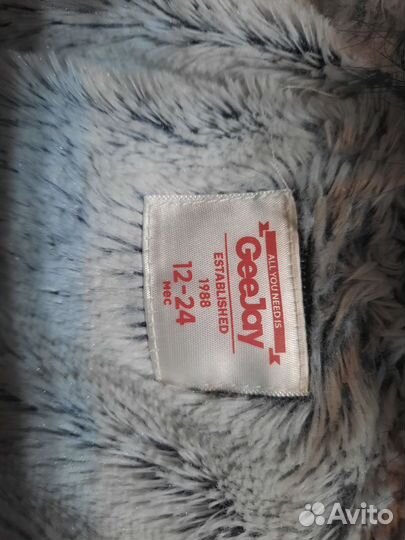 ALL YOU NEED IS
GeeJay
ESTABLISHED
1988
12-24
мес
Avito